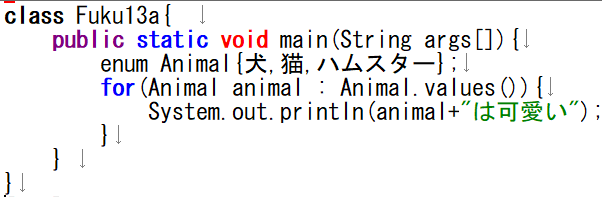 class Fuku13a{ ↓
    public static void main(String args[]){↓
        enum Animal{犬,猫,ハムスター};↓
        for(Animal animal : Animal.values()){↓
            System.out.println(animal+"は可愛い");
        }↓
    } ↓
}↓